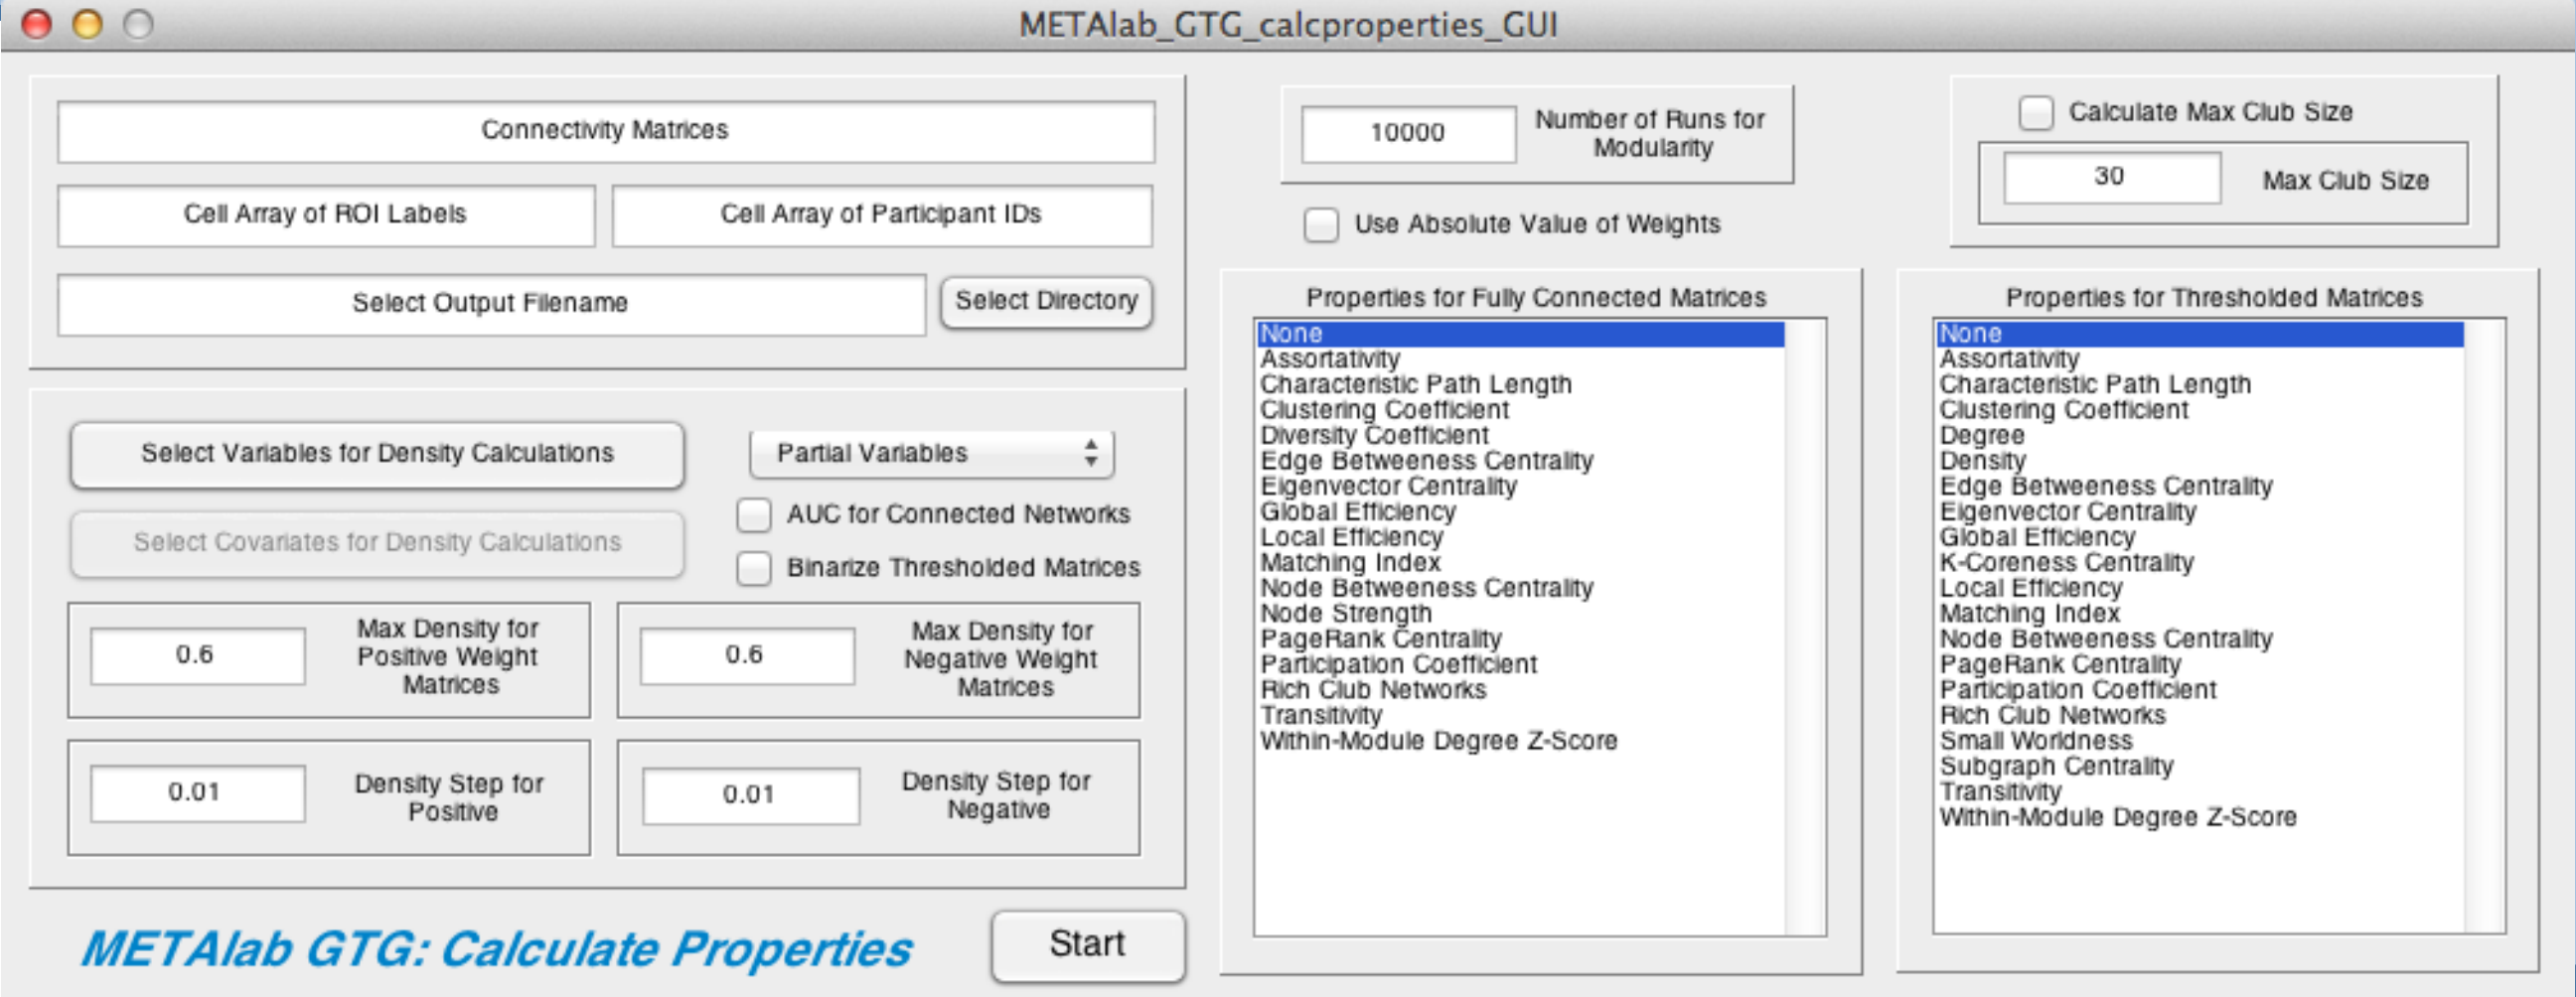 METAlab_GTG_calcproperties_GUI
Connectivity Matrices
Cell Array of ROI Labels
Cell Array of Participant IDs
Select Output Filename
Select Directory
Select Variables for Density Calculations
Partial Variables
Select Covariates for Density Calculations
AUC for Connected Networks
Binarize Thresholded Matrices
0.6
Max Density for
Positive Weight
Matrices
0.6
Max Density for
Negative Weight
Matrices
0.01
Density Step for
Positive
0.01
Density Step for
Negative
METAlab GTG: Calculate Properties
Start
10000
Number of Runs for
Modularity
Use Absolute Value of Weights
Calculate Max Club Size
30
Max Club Size
Properties for Fully Connected Matrices
None
Assortativity
Characteristic Path Length
Clustering Coefficient
Diversity Coefficient
Edge Betweeness Centrality
Eigenvector Centrality
Global Efficiency
Local Efficiency
Matching Index
Node Betweeness Centrality
Node Strength
PageRank Centrality
Participation Coefficient
Rich Club Networks
Transitivity
Within-Module Degree Z-Score
Properties for Thresholded Matrices
None
Assortativity
Characteristic Path Length
Clustering Coefficient
Degree
Density
Edge Betweeness Centrality
Eigenvector Centrality
Global Efficiency
K-Coreness Centrality
Local Efficiency
Matching Index
Node Betweeness Centrality
PageRank Centrality
Participation Coefficient
Rich Club Networks
Small Worldness
Subgraph Centrality
Transitivity
Within-Module Degree Z-Score